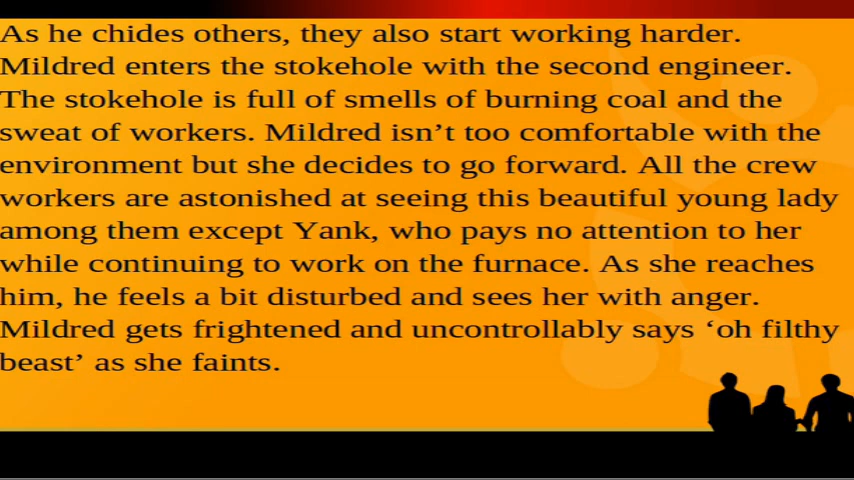 As he chides others, they also start working harder.
Mildred enters the stokehole with the second engineer.
The stokehole is full of smells of burning coal and the
sweat of workers. Mildred isn’t too comfortable with the
environment but she decides to go forward. All the crew
workers are astonished at seeing this beautiful young lady
among them except Yank, who pays no attention to her
while continuing to work on the furnace. As she reaches
him, he feels a bit disturbed and sees her with anger.
Mildred gets frightened and uncontrollably says ‘oh filthy
beast’ as she faints.